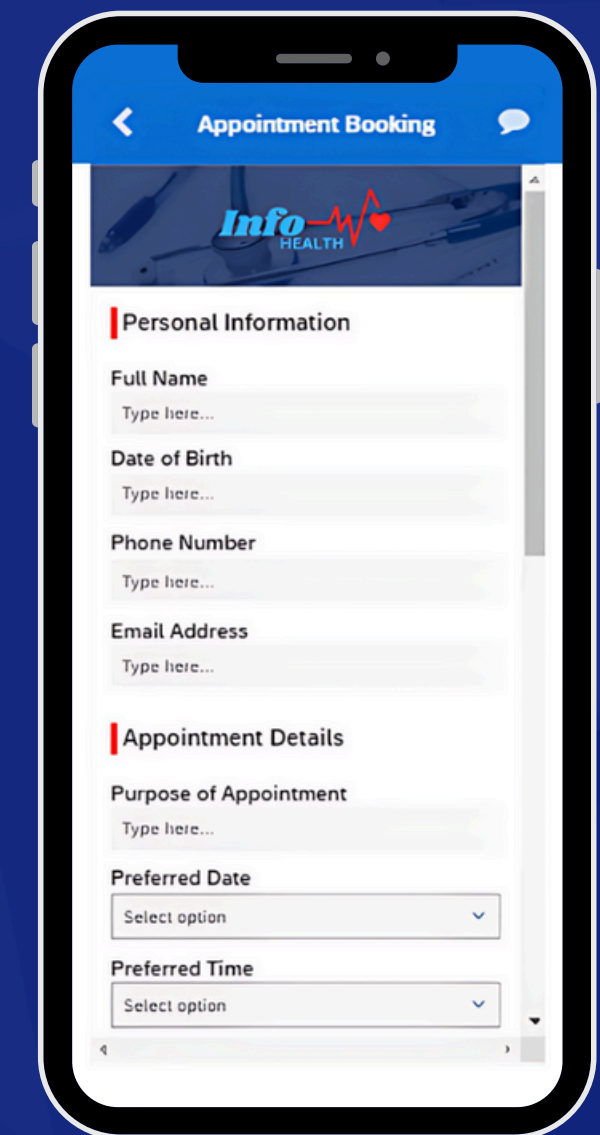 Appointment Booking
Info
HEALTH
Personal Information
Full Name
Type here...
Date of Birth
Type here...
Phone Number
Type here...
Email Address
Type here...
Appointment Details
Purpose of Appointment
Type here...
Preferred Date
Select option
Preferred Time
Select option